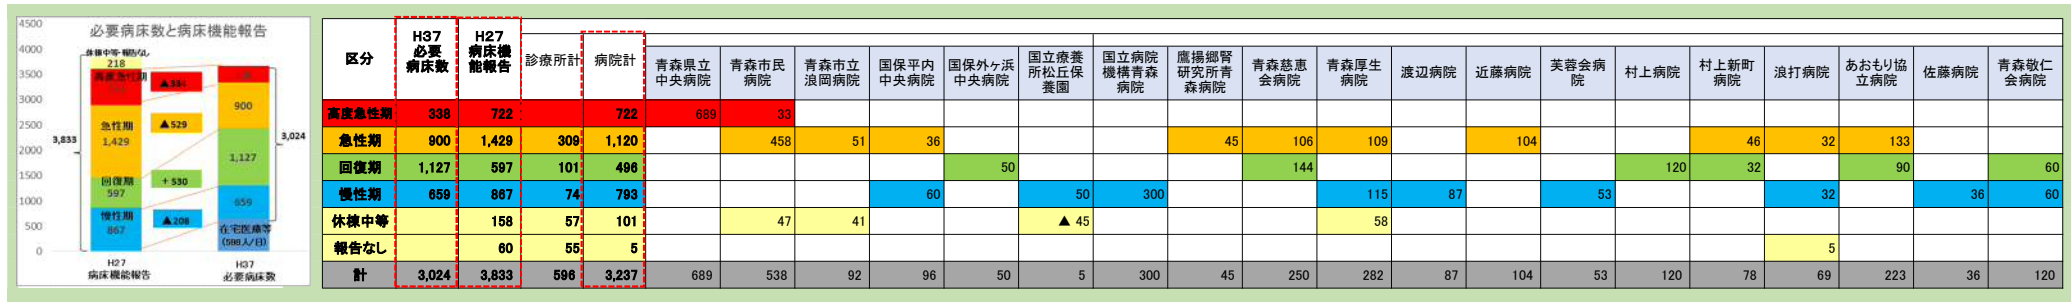 必要病床数と病床機能報告
4500
4000
3500
3000
2500
2000
1500
1000
500
0
休棟中等・報告なし
218
高度急性期
▲384
急性期
1,429
▲529
回復期
597
+530
慢性期
867
▲208
3,833
900
1,127
659
在宅医療等
3,024
H27
病床機能報告
H37
必要病床数
区分 H37必要病床数 H27病床機能報告 診療所計 病院計 青森県立中央病院 青森市民病院 青森市立浪岡病院 国保平内中央病院 国保外ヶ浜中央病院 国立療養所松丘保養園 国立病院機構青森病院 鷹揚郷腎研究所青森病院 青森慈恵会病院 青森厚生病院 渡辺病院 近藤病院 芙蓉会病院 村上病院 村上新町病院 浪打病院 あおもり協立病院 佐藤病院 青森敬仁会病院
高度急性期 338 722 722 689 33
急性期 900 1,429 309 1,120 458 51 36 45 106 109 104 46 32 133
回復期 1,127 597 101 496 50 144 120 32 90 60
慢性期 659 867 74 793 60 50 300 115 87 53 32 36 60
休棟中等 158 57 101 47 41 ▲ 45 58
報告なし 60 55 5 5
計 3,024 3,833 596 3,237 689 538 92 96 50 5 300 45 250 282 87 104 53 120 78 69 223 36 120